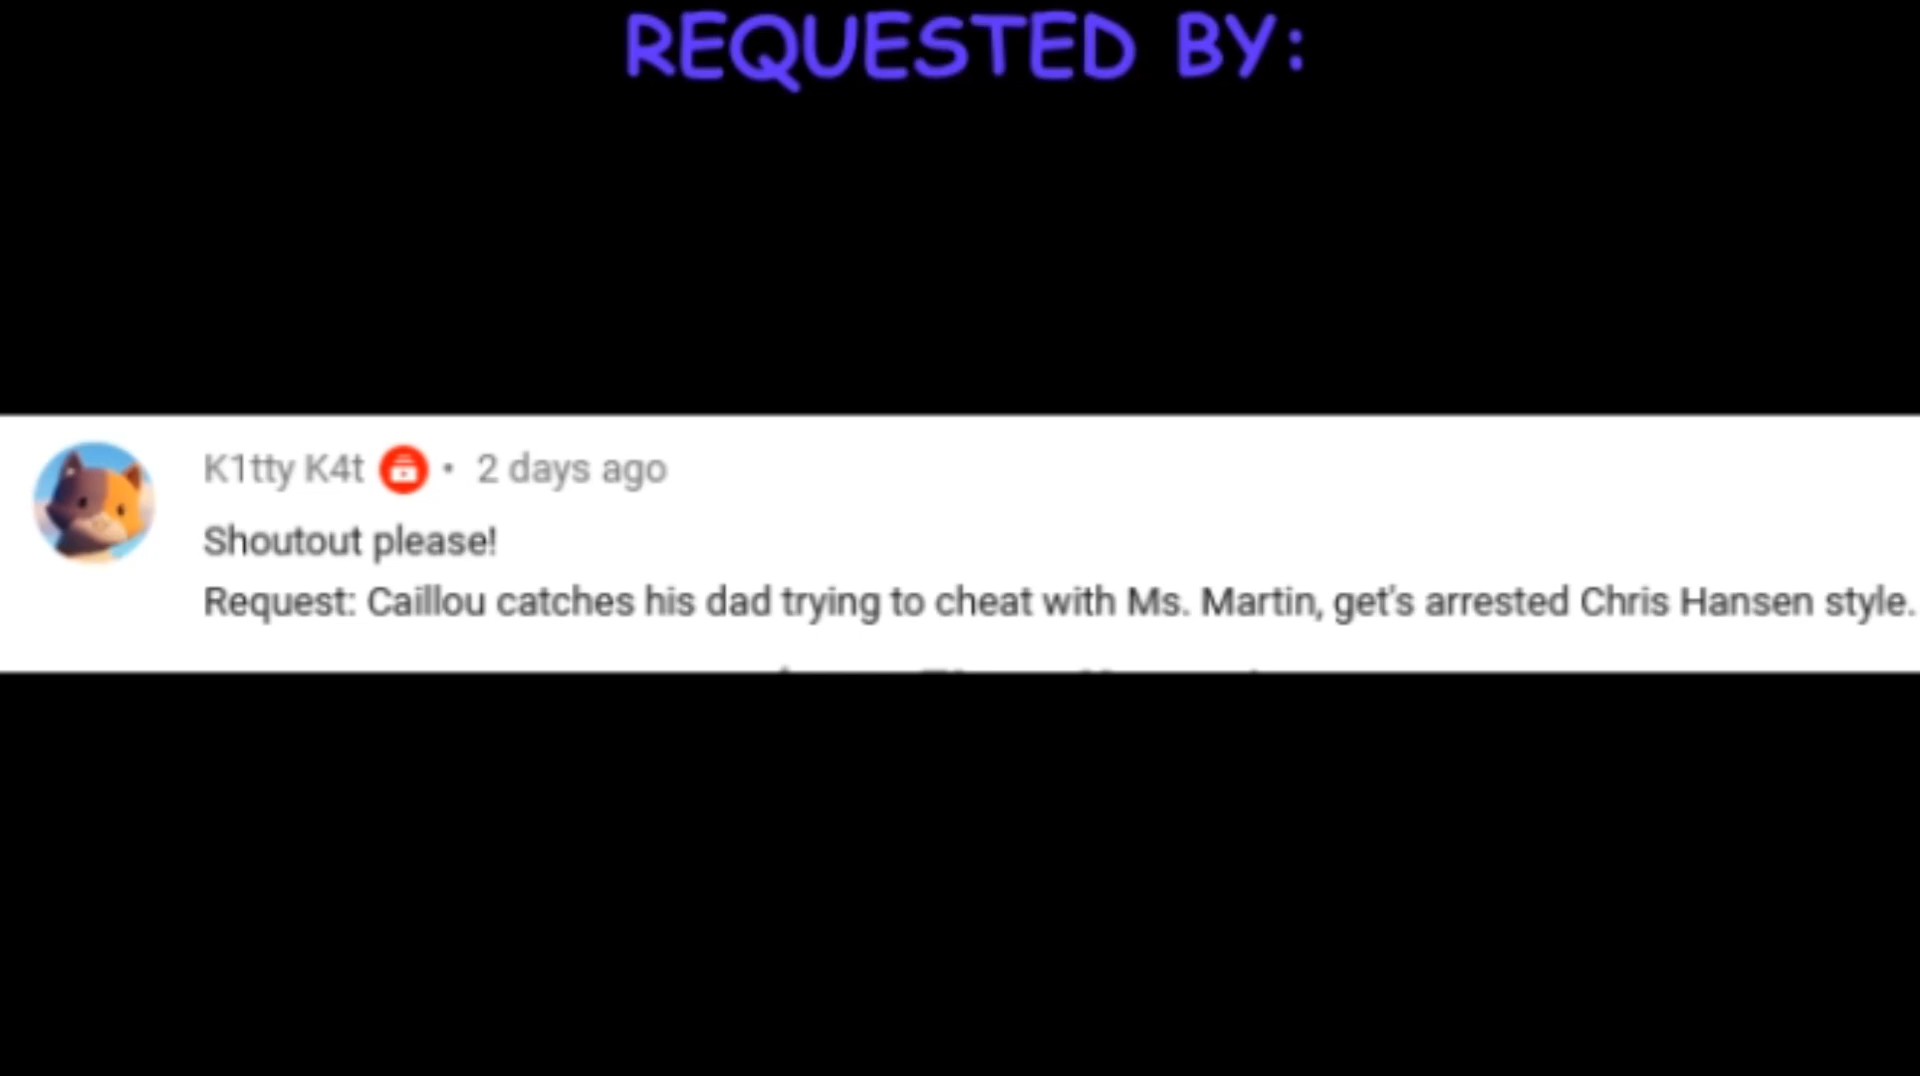 REQUESTED BY:
K1tty K4t • 2 days ago
Shoutout please!
Request: Caillou catches his dad trying to cheat with Ms. Martin, get's arrested Chris Hansen style.